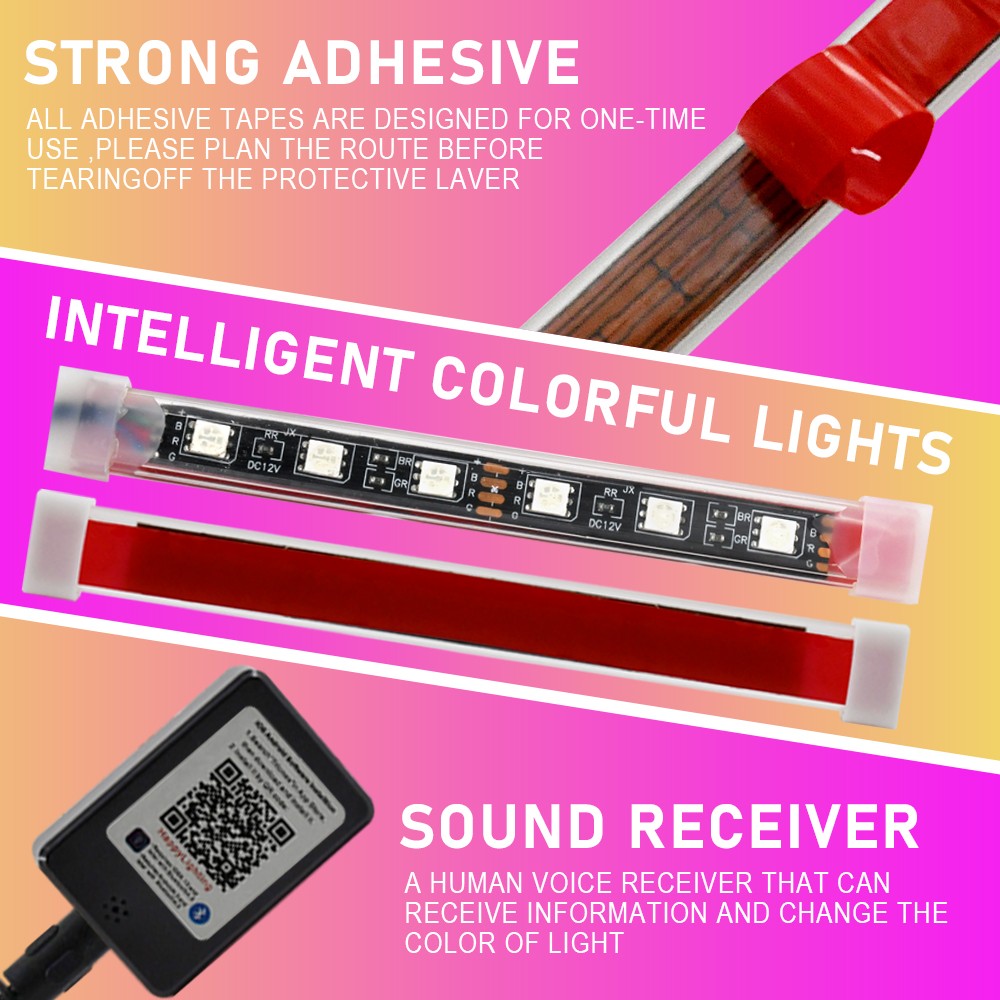 STRONG ADHESIVE
ALL ADHESIVE TAPES ARE DESIGNED FOR ONE-TIME
USE ,PLEASE PLAN THE ROUTE BEFORE
TEARINGOFF THE PROTECTIVE LAVER
INTELLIGENT COLORFUL LIGHTS
+
B
R
G
RR JX
DC12V
BR
GR
+
B
R
G
RR JX
DC12V
BR
GR
B
R
G
HappyLighting
SOUND RECEIVER
A HUMAN VOICE RECEIVER THAT CAN
RECEIVE INFORMATION AND CHANGE THE
COLOR OF LIGHT